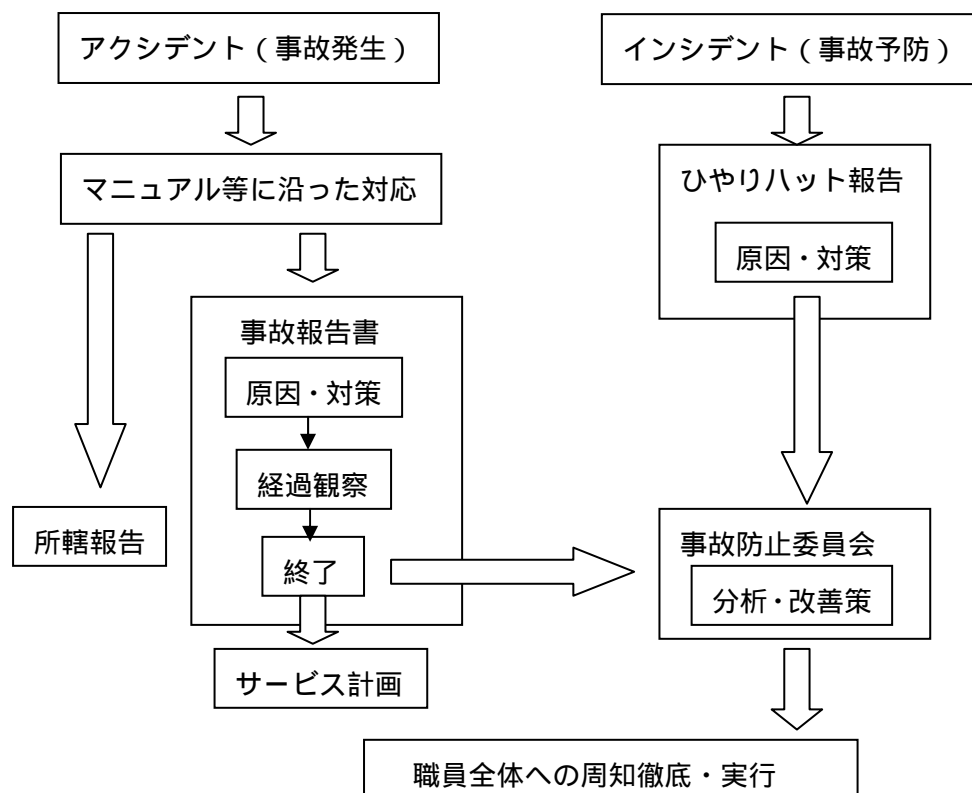 アクシデント（事故発生）
インシデント（事故予防）
マニュアル等に沿った対応
ひやりハット報告
原因・対策
事故報告書
原因・対策
経過観察
終了
所轄報告
サービス計画
事故防止委員会
分析・改善策
職員全体への周知徹底・実行